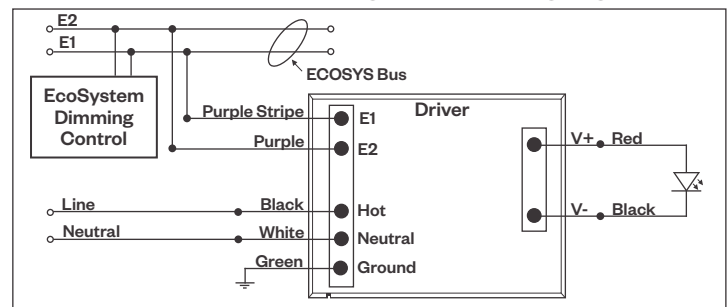 E2
E1
ECOSYS Bus
EcoSystem
Dimming
Control
Driver
Purple Stripe
E1
Purple
E2
V+
Red
Line
Black
Hot
V-
Black
Neutral
White
Neutral
Green
Ground